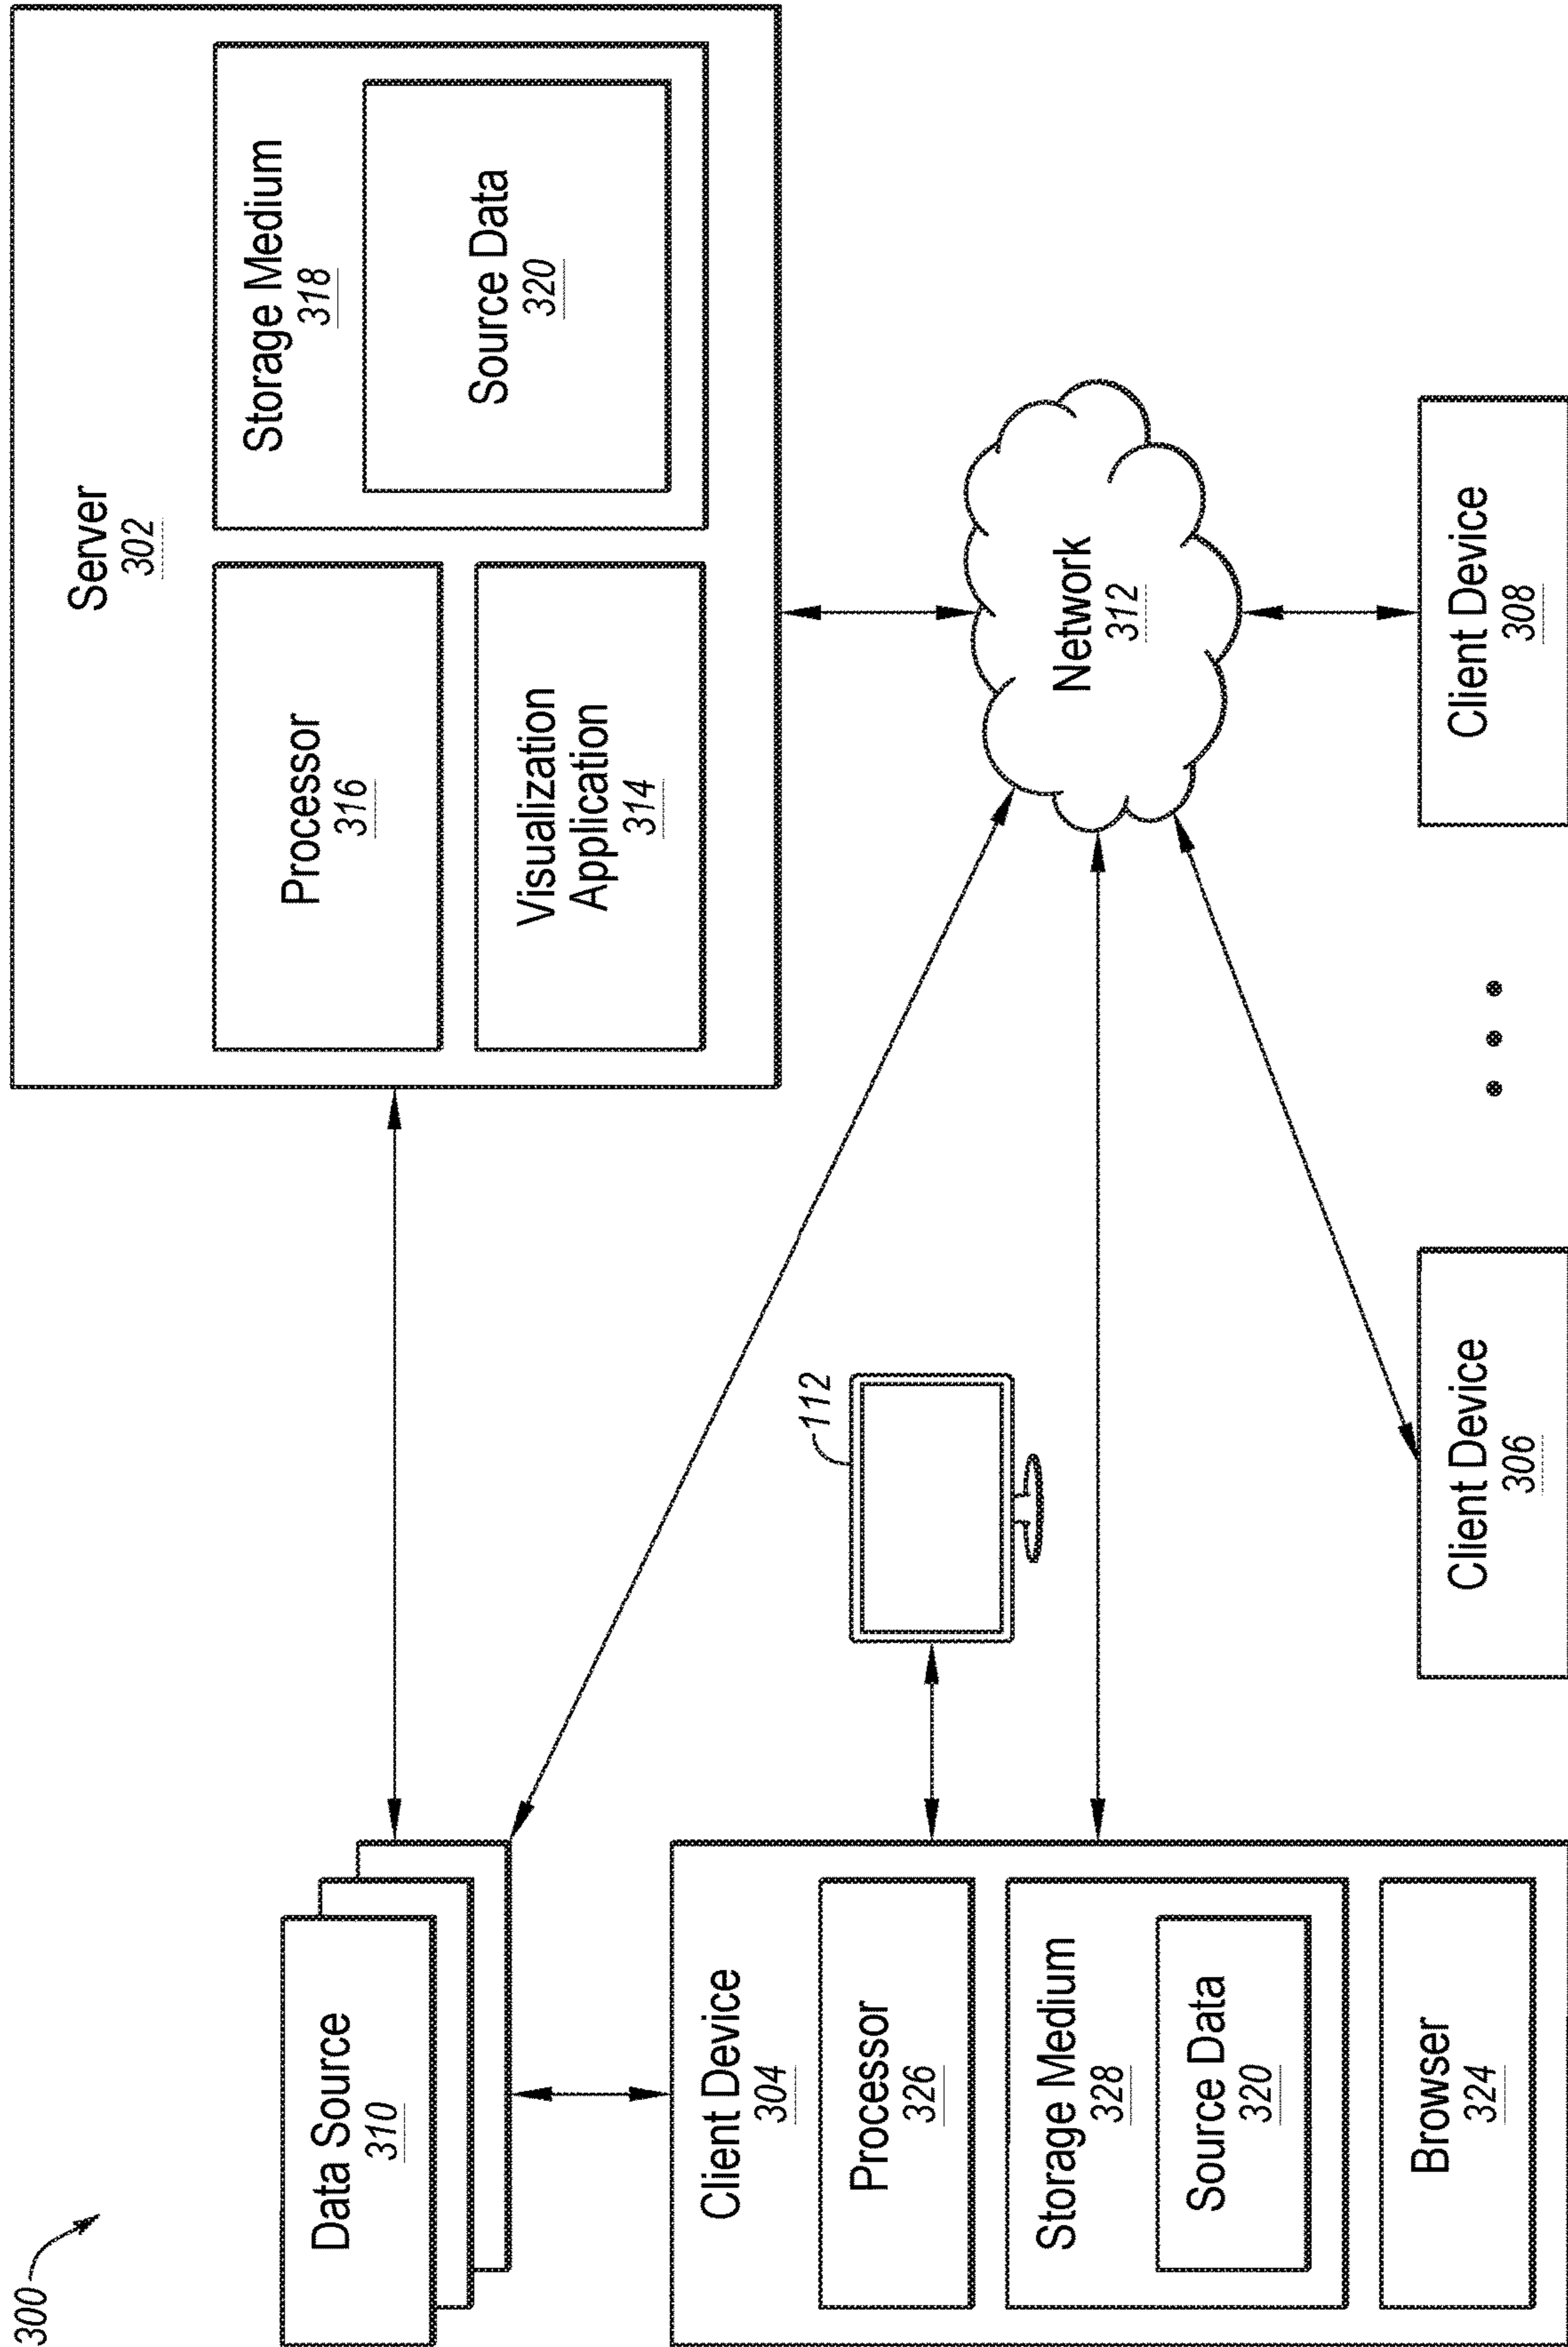 300
Data Source
310
Server
302
Processor
316
Storage Medium
318
Visualization
Application
314
Source Data
320
Client Device
304
Processor
326
Storage Medium
328
Source Data
320
Browser
324
112
Network
312
Client Device
306
Client Device
308